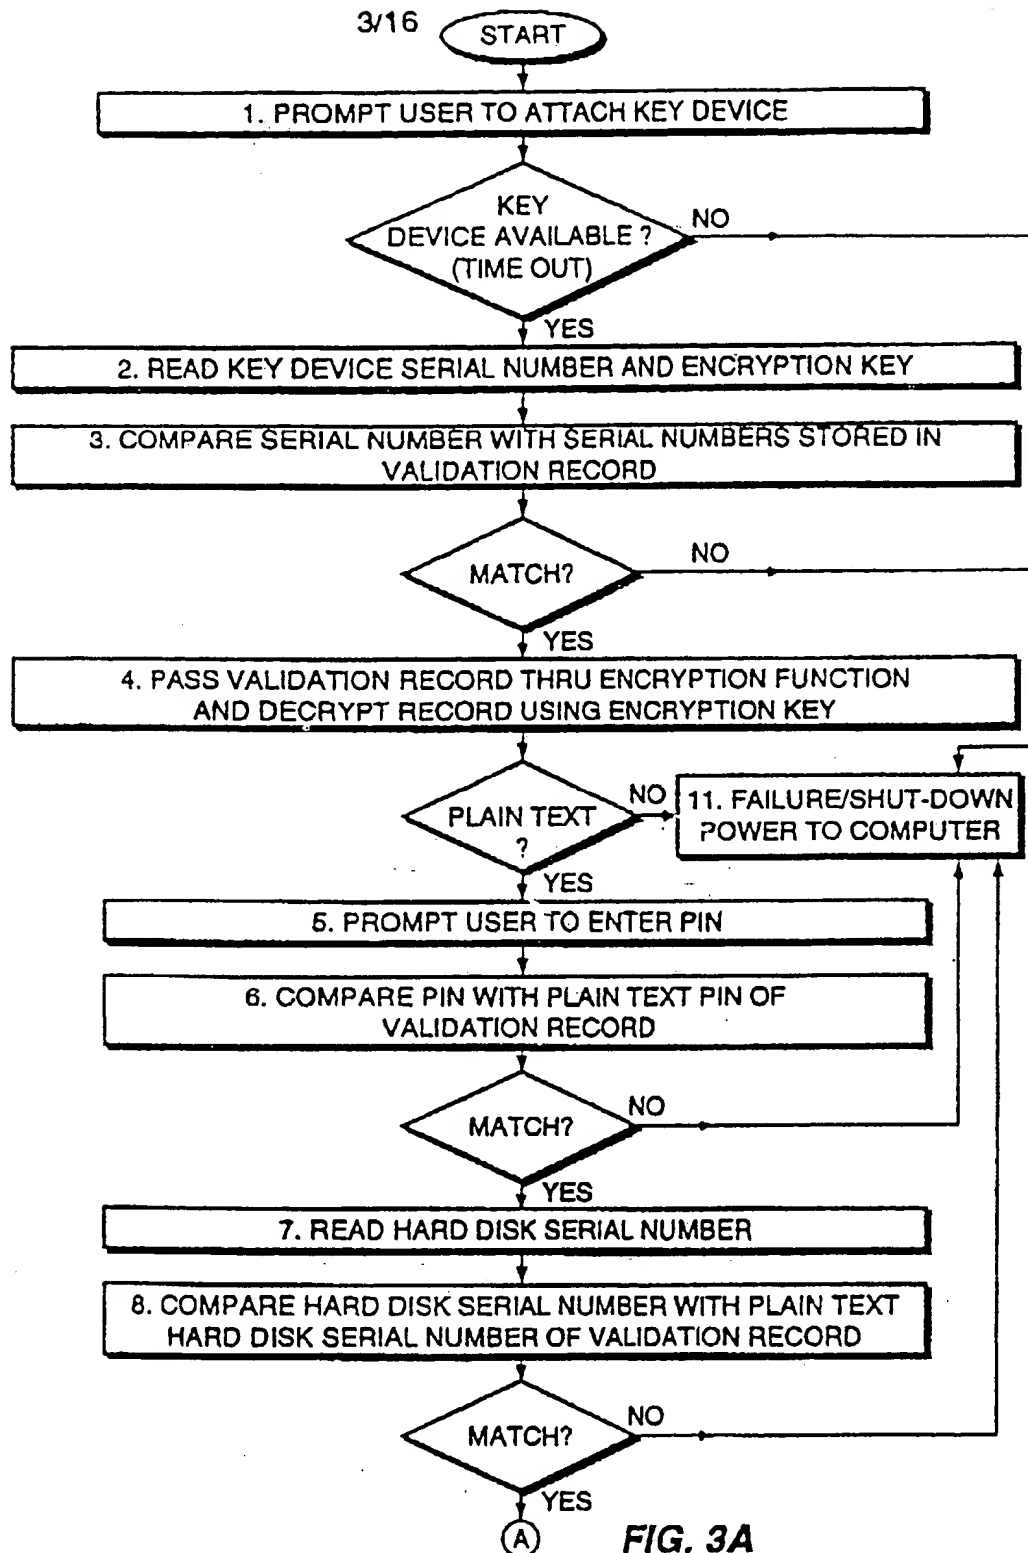 3/16
START
1. PROMPT USER TO ATTACH KEY DEVICE
KEY
DEVICE AVAILABLE ?
(TIME OUT)
NO
YES
2. READ KEY DEVICE SERIAL NUMBER AND ENCRYPTION KEY
3. COMPARE SERIAL NUMBER WITH SERIAL NUMBERS STORED IN
VALIDATION RECORD
MATCH?
NO
YES
4. PASS VALIDATION RECORD THRU ENCRYPTION FUNCTION
AND DECRYPT RECORD USING ENCRYPTION KEY
PLAIN TEXT
?
NO
11. FAILURE/SHUT-DOWN
POWER TO COMPUTER
YES
5. PROMPT USER TO ENTER PIN
6. COMPARE PIN WITH PLAIN TEXT PIN OF
VALIDATION RECORD
MATCH?
NO
YES
7. READ HARD DISK SERIAL NUMBER
8. COMPARE HARD DISK SERIAL NUMBER WITH PLAIN TEXT
HARD DISK SERIAL NUMBER OF VALIDATION RECORD
MATCH?
NO
YES
A
FIG. 3A